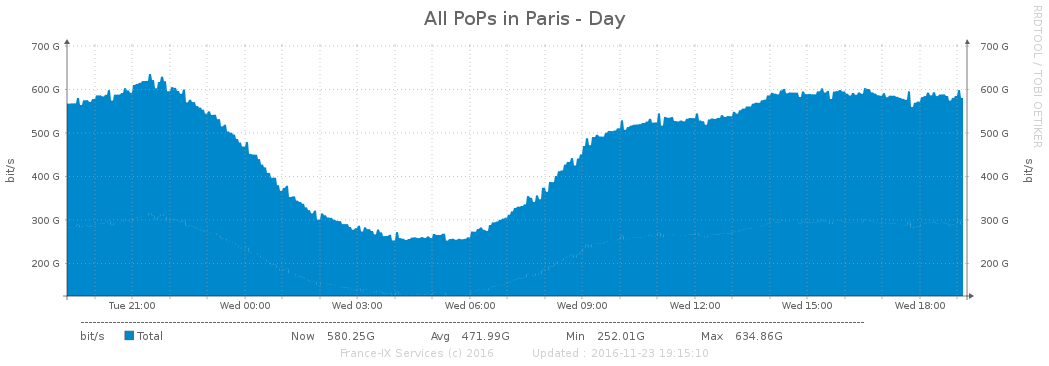 All PoPs in Paris - Day
RRDTOOL / TOBI OETIKER
700 G 700 G
600 G 600 G
500 G 500 G
400 G 400 G
300 G 300 G
200 G 200 G
bit/s bit/s
Tue 21:00 Wed 00:00 Wed 03:00 Wed 06:00 Wed 09:00 Wed 12:00 Wed 15:00 Wed 18:00
bit/s Total Now 580.25G Avg 471.99G Min 252.01G Max 634.86G
France-IX Services (c) 2016 Updated : 2016-11-23 19:15:10